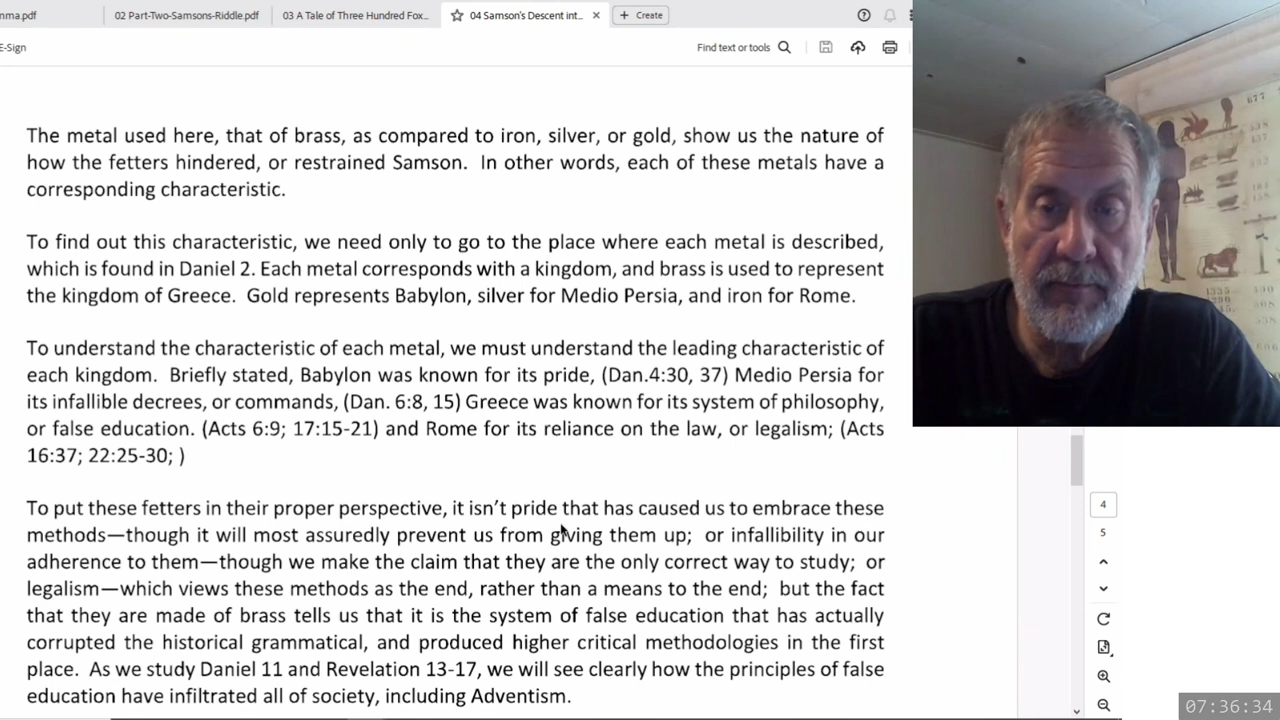 mma.pdf
02 Part-Two-Samsons-Riddle.pdf
03 A Tale of Three Hundred Fox...
04 Samson's Descent int...
Create
E-Sign
Find text or tools
The metal used here, that of brass, as compared to iron, silver, or gold, show us the nature of
how the fetters hindered, or restrained Samson. In other words, each of these metals have a
corresponding characteristic.
To find out this characteristic, we need only to go to the place where each metal is described,
which is found in Daniel 2. Each metal corresponds with a kingdom, and brass is used to represent
the kingdom of Greece. Gold represents Babylon, silver for Medio Persia, and iron for Rome.
To understand the characteristic of each metal, we must understand the leading characteristic of
each kingdom. Briefly stated, Babylon was known for its pride, (Dan.4:30, 37) Medio Persia for
its infallible decrees, or commands, (Dan. 6:8, 15) Greece was known for its system of philosophy,
or false education. (Acts 6:9; 17:15-21) and Rome for its reliance on the law, or legalism; (Acts
16:37; 22:25-30; )
To put these fetters in their proper perspective, it isn't pride that has caused us to embrace these
methods—though it will most assuredly prevent us from giving them up; or infallibility in our
adherence to them—though we make the claim that they are the only correct way to study; or
legalism—which views these methods as the end, rather than a means to the end; but the fact
that they are made of brass tells us that it is the system of false education that has actually
corrupted the historical grammatical, and produced higher critical methodologies in the first
place. As we study Daniel 11 and Revelation 13-17, we will see clearly how the principles of false
education have infiltrated all of society, including Adventism.
4
5
677
1335
07:36:34